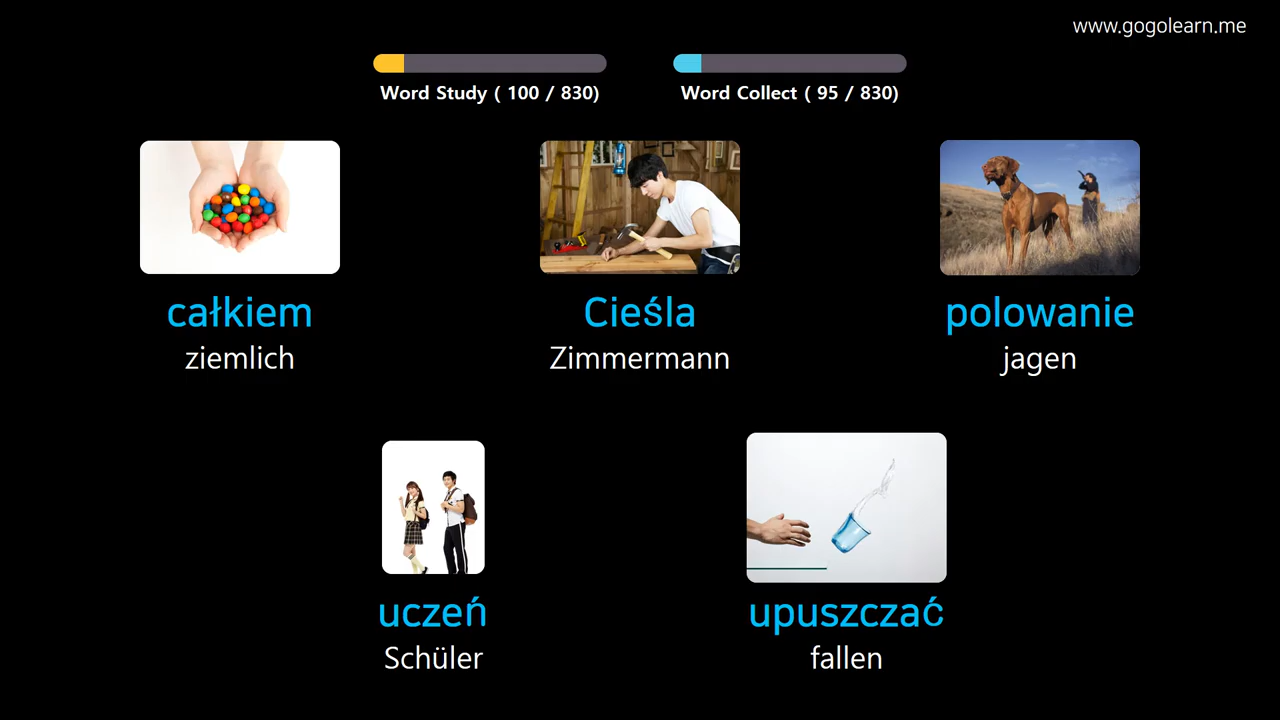 www.gogolearn.me
Word Study ( 100 / 830)
Word Collect ( 95 / 830)
całkiem
ziemlich
Cieśla
Zimmermann
polowanie
jagen
uczeń
Schüler
upuszczać
fallen